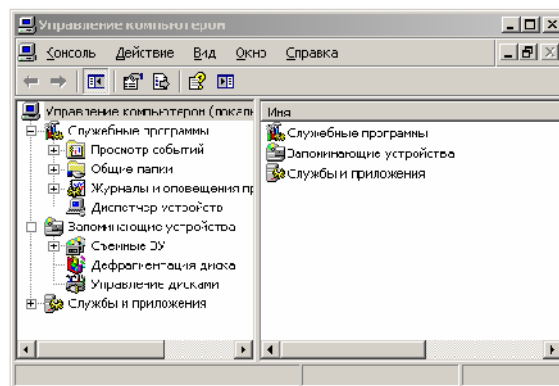 Управление компьютером
Консоль Действие Вид Окно Справка
Управление компьютером (локаль
Служебные программы
Просмотр событий
Общие папки
Журналы и оповещения пр
Диспетчер устройств
Запоминающие устройства
Съемные ЗУ
Дефрагментация диска
Управление дисками
Службы и приложения
Имя
Служебные программы
Запоминающие устройства
Службы и приложения